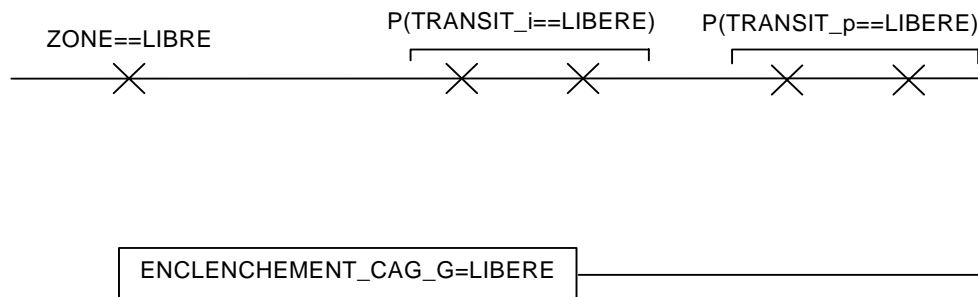 ZONE==LIBRE
P(TRANSIT_i==LIBERE)
P(TRANSIT_p==LIBERE)
ENCLENCHEMENT_CAG_G=LIBERE